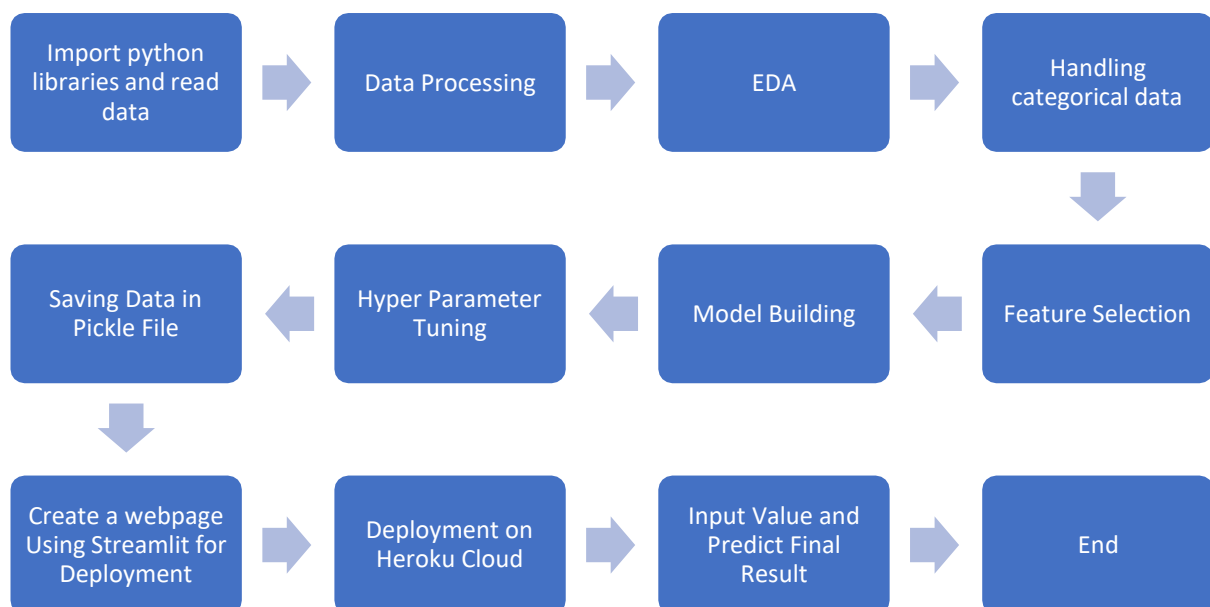 Import python
libraries and read
data
Data Processing
EDA
Handling
categorical data
Feature Selection
Model Building
Hyper Parameter
Tuning
Saving Data in
Pickle File
Create a webpage
Using Streamlit for
Deployment
Deployment on
Heroku Cloud
Input Value and
Predict Final
Result
End